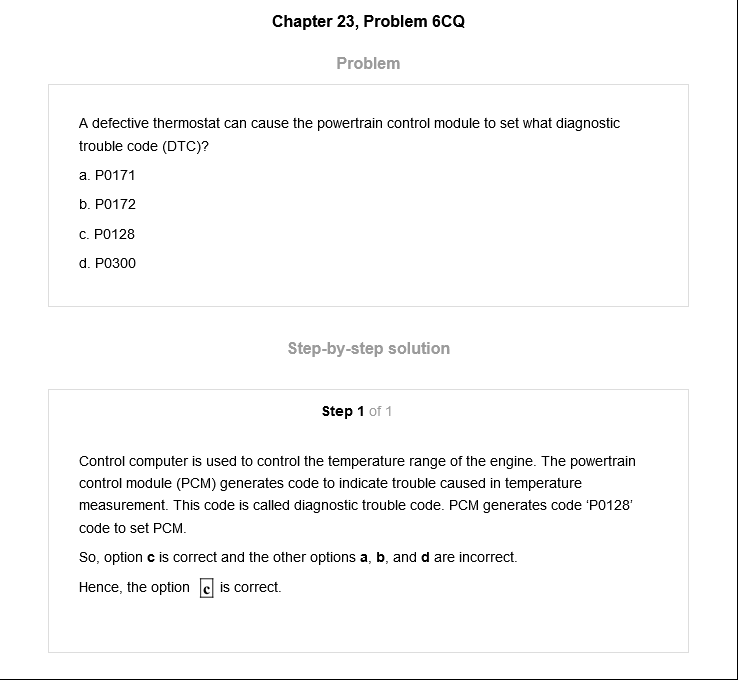 Chapter 23, Problem 6CQ
Problem
A defective thermostat can cause the powertrain control module to set what diagnostic
trouble code (DTC)?
a. P0171
b. P0172
c. P0128
d. P0300
Step-by-step solution
Step 1 of 1
Control computer is used to control the temperature range of the engine. The powertrain
control module (PCM) generates code to indicate trouble caused in temperature
measurement. This code is called diagnostic trouble code. PCM generates code ‘P0128’
code to set PCM.
So, option c is correct and the other options a, b, and d are incorrect.
Hence, the option c is correct.